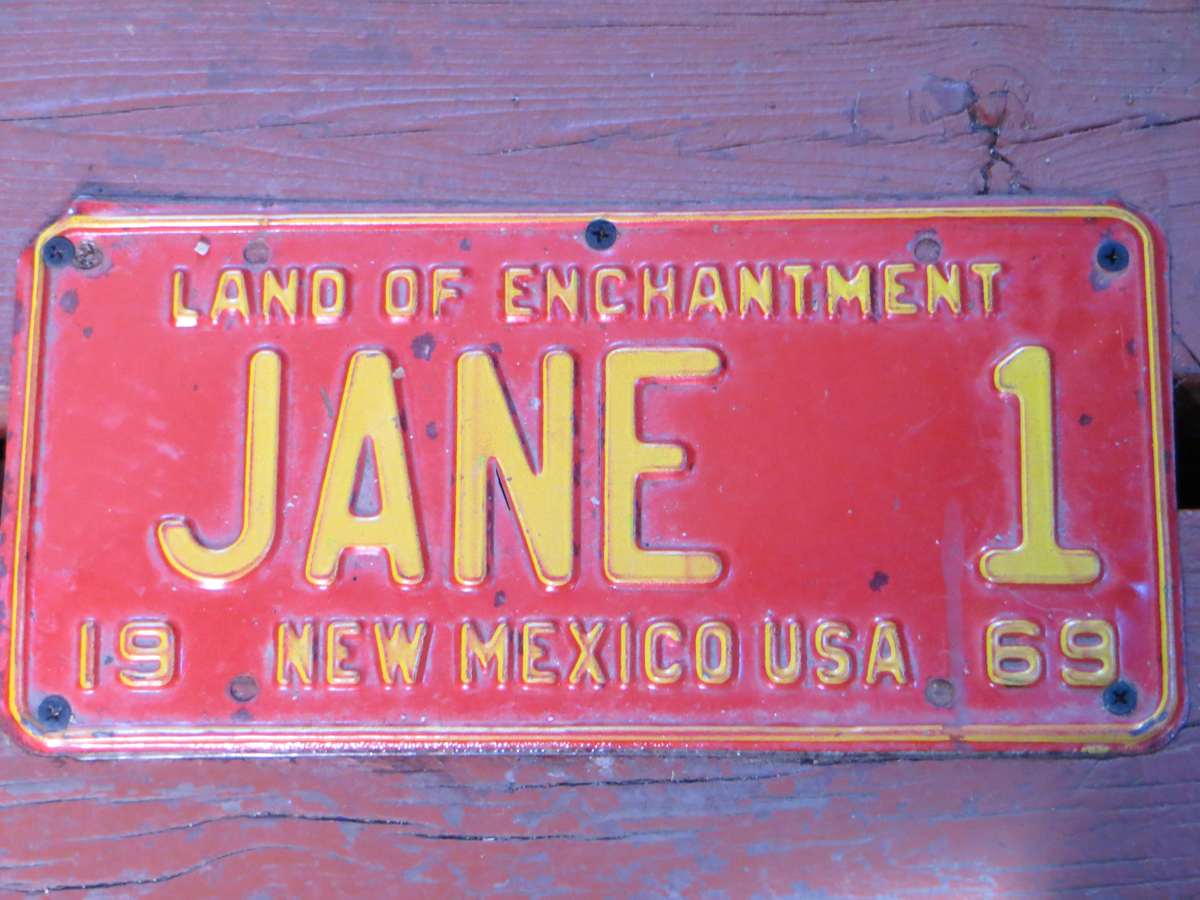 LAND OF ENCHANTMENT
JANE 1
19 NEW MEXICO USA 69